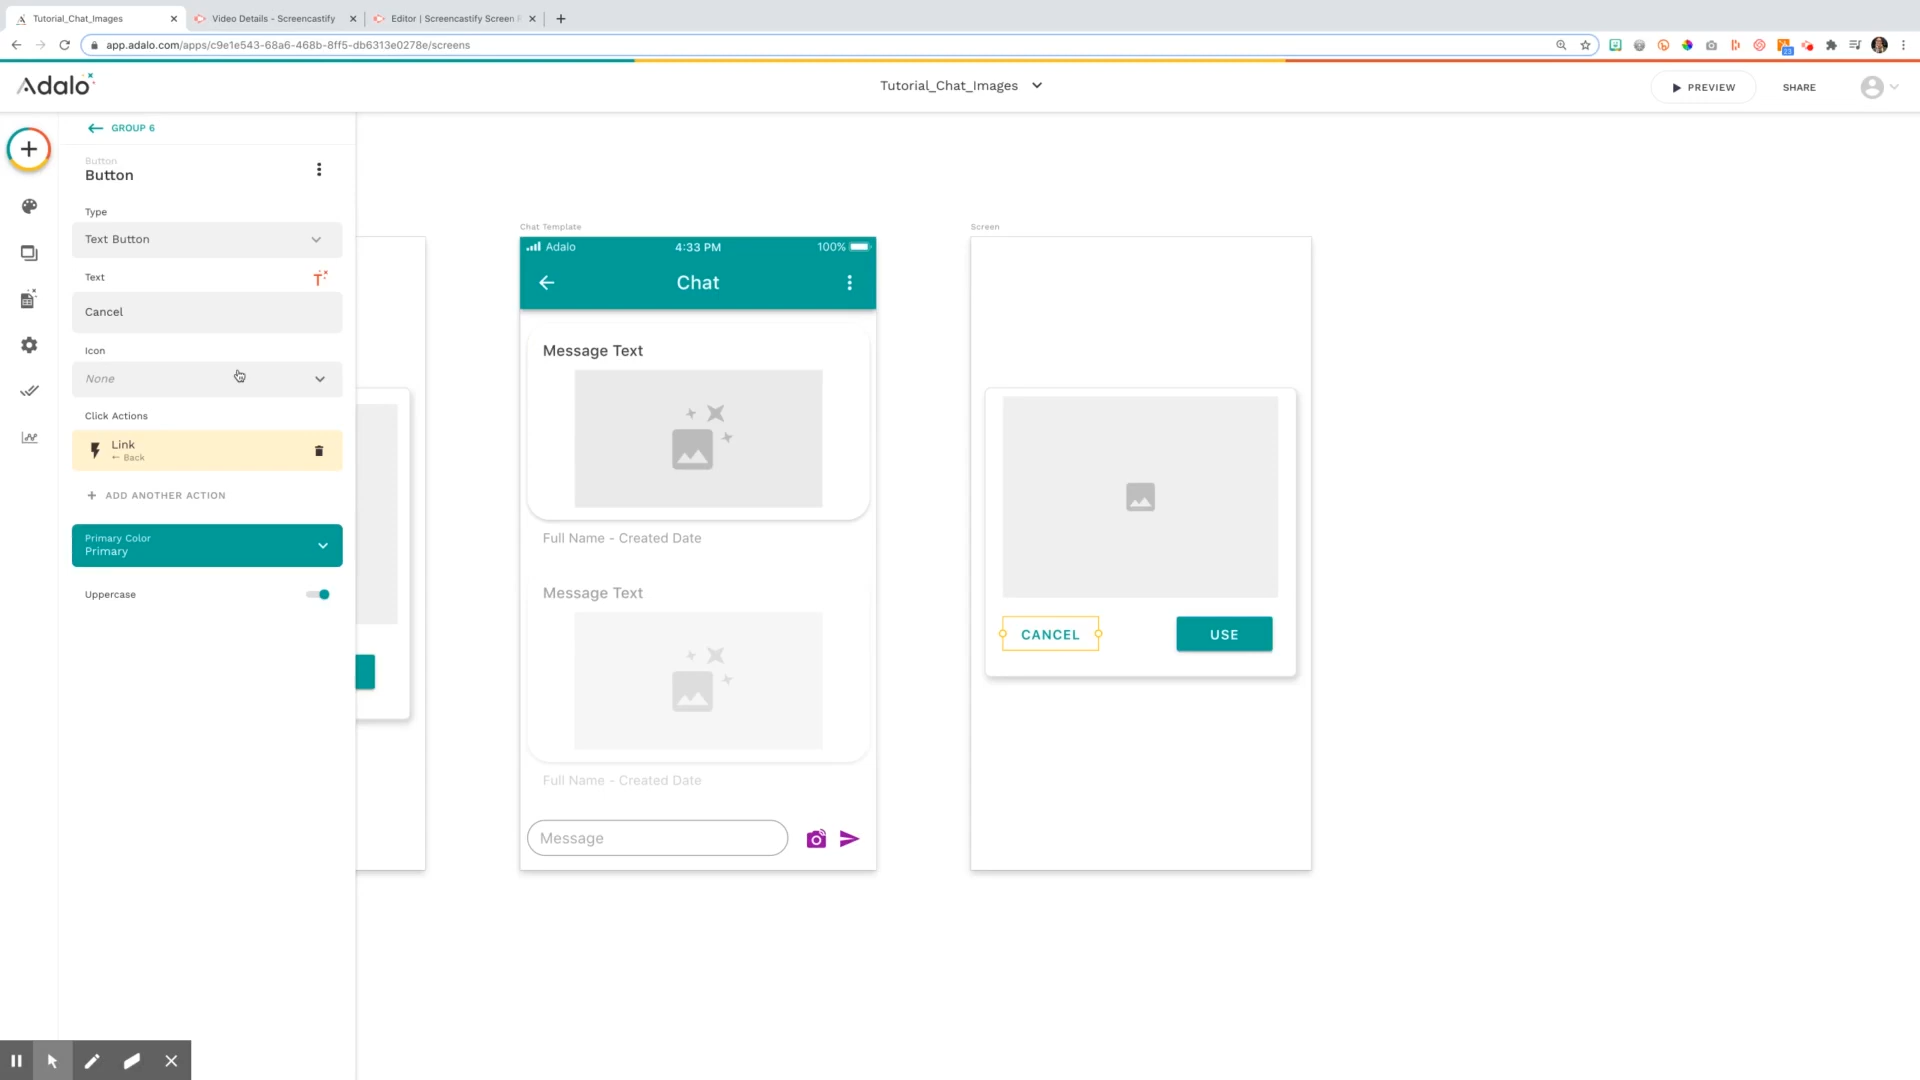 Tutorial_Chat_Images
Video Details - Screencastify
Editor | Screencastify Screen
app.adalo.com/apps/c9e1e543-68a6-468b-8ff5-db6313e0278e/screens
Adalo
Tutorial_Chat_Images
PREVIEW
SHARE
GROUP 6
Button
Button
Type
Text Button
Text
Cancel
Icon
None
Click Actions
Link
← Back
+ ADD ANOTHER ACTION
Primary Color
Primary
Uppercase
Chat Template
Adalo
4:33 PM
100%
Chat
Message Text
Full Name - Created Date
Message Text
Full Name - Created Date
Message
Screen
CANCEL
USE